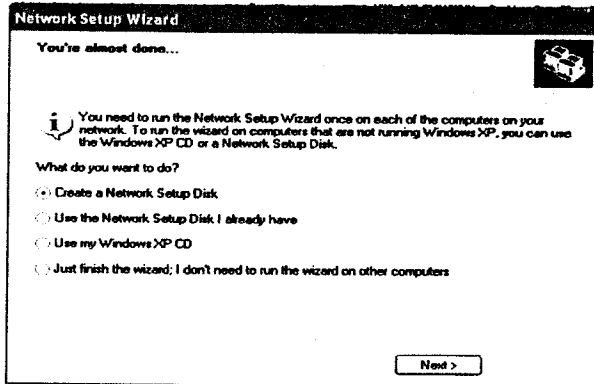 Network Setup Wizard
You're almost done...
You need to run the Network Setup Wizard once on each of the computers on your
network. To run the wizard on computers that are not running Windows XP, you can use
the Windows XP CD or a Network Setup Disk.
What do you want to do?
Create a Network Setup Disk
Use the Network Setup Disk I already have
Use my Windows XP CD
Just finish the wizard; I don't need to run the wizard on other computers
Next >